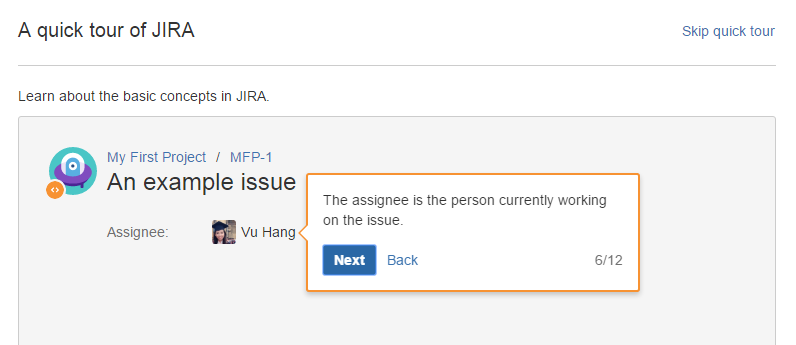 A quick tour of JIRA
Skip quick tour
Learn about the basic concepts in JIRA.
My First Project / MFP-1
An example issue
The assignee is the person currently working
on the issue.
Assignee: Vu Hang
Next Back 6/12